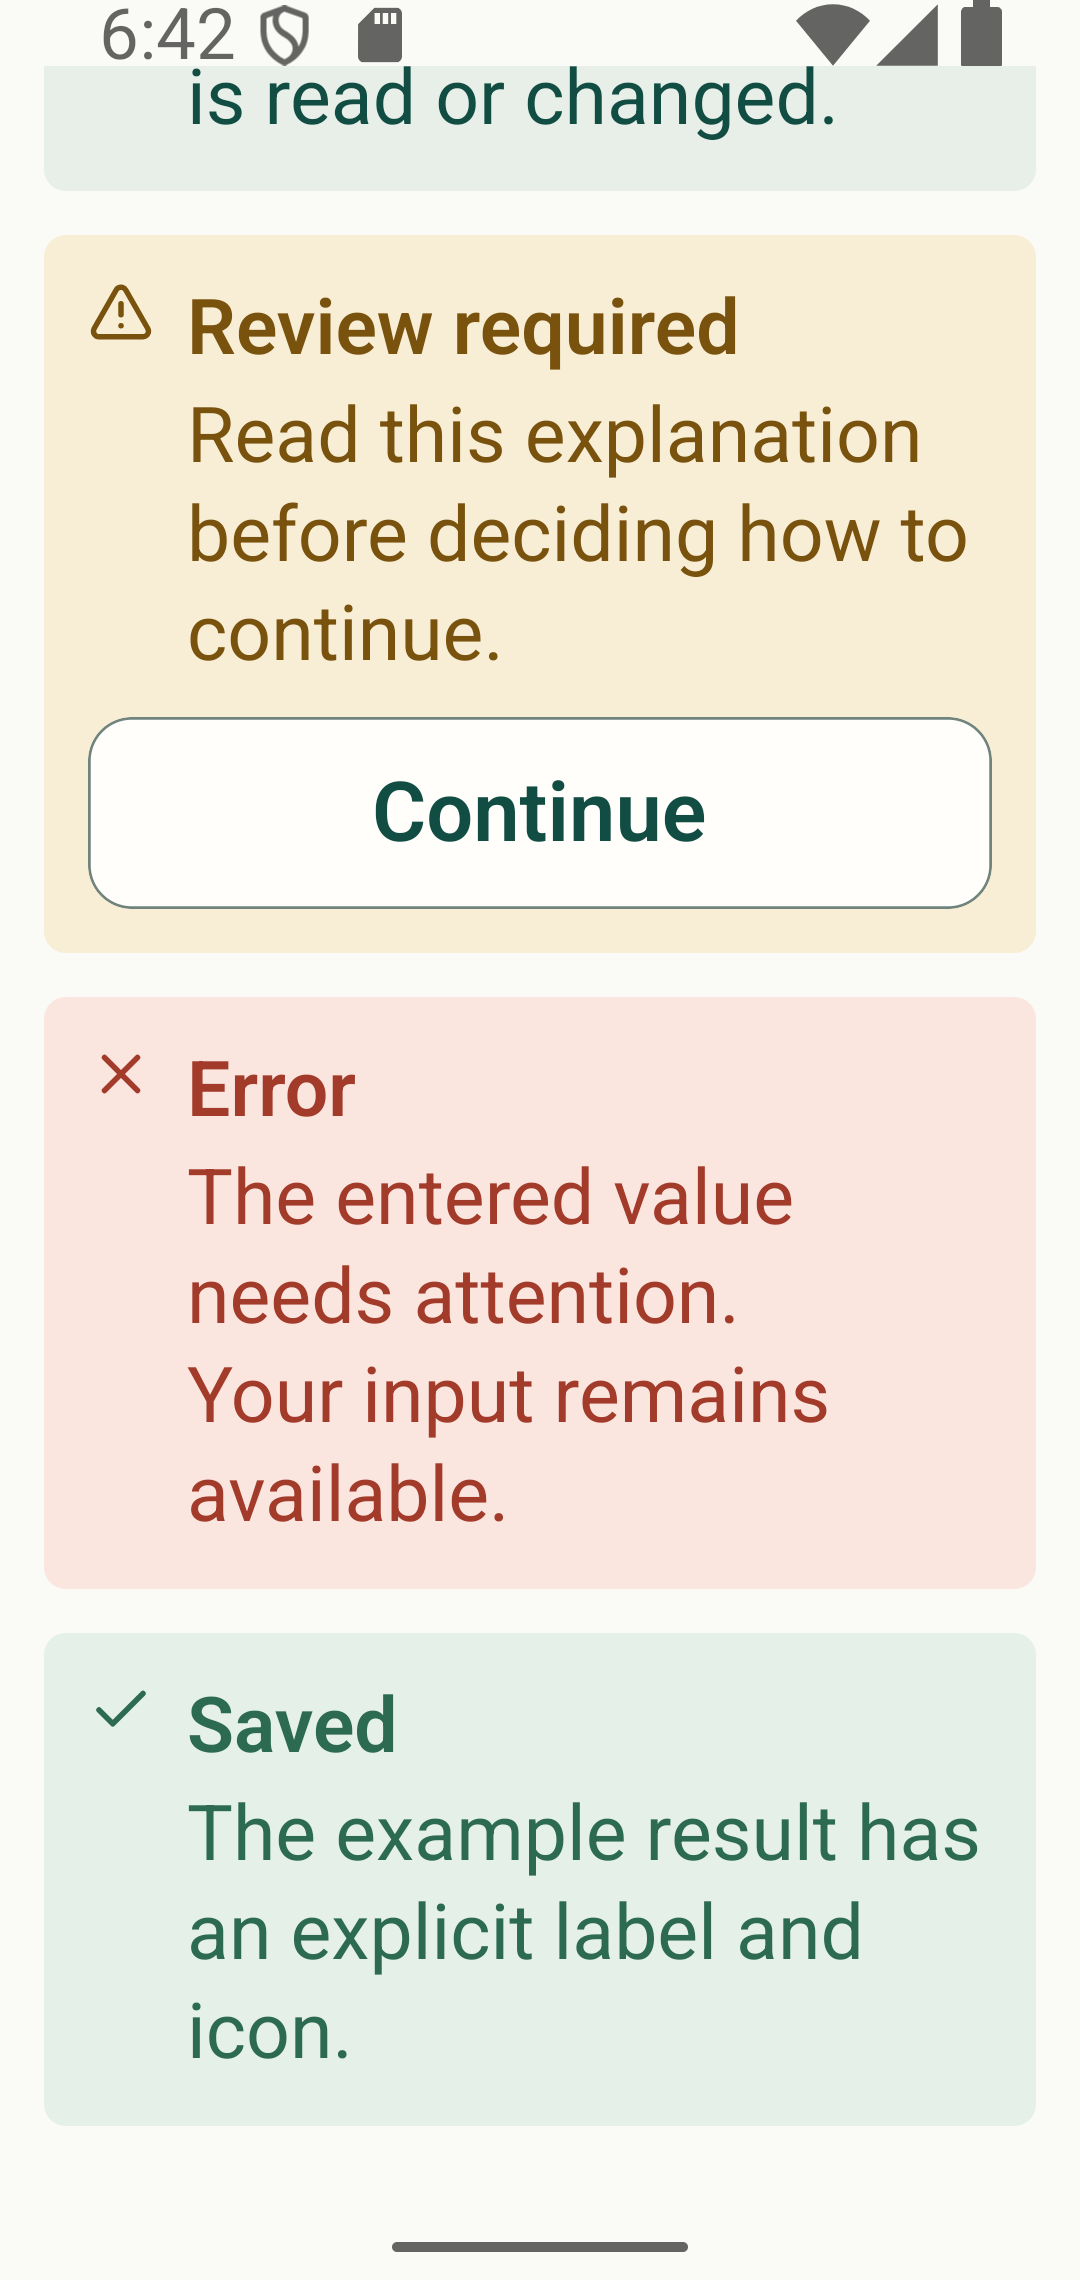 6:42
is read or changed.
Review required
Read this explanation
before deciding how to
continue.
Continue
Error
The entered value
needs attention.
Your input remains
available.
Saved
The example result has
an explicit label and
icon.